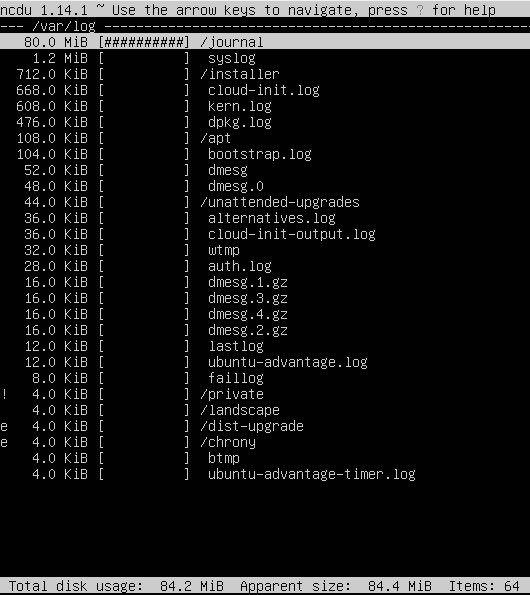 ncdu 1.14.1 ~ Use the arrow keys to navigate, press ? for help
--- /var/log ---------------------------------------------------------------
80.0 MiB [##########] /journal
1.2 MiB [          ]  syslog
712.0 KiB [          ] /installer
668.0 KiB [          ]  cloud-init.log
608.0 KiB [          ]  kern.log
476.0 KiB [          ]  dpkg.log
108.0 KiB [          ] /apt
104.0 KiB [          ]  bootstrap.log
52.0 KiB [          ]  dmesg
48.0 KiB [          ]  dmesg.0
44.0 KiB [          ] /unattended-upgrades
36.0 KiB [          ]  alternatives.log
36.0 KiB [          ]  cloud-init-output.log
32.0 KiB [          ]  wtmp
28.0 KiB [          ]  auth.log
16.0 KiB [          ]  dmesg.1.gz
16.0 KiB [          ]  dmesg.3.gz
16.0 KiB [          ]  dmesg.4.gz
16.0 KiB [          ]  dmesg.2.gz
12.0 KiB [          ]  lastlog
12.0 KiB [          ]  ubuntu-advantage.log
8.0 KiB [          ]  faillog
! 4.0 KiB [          ] /private
4.0 KiB [          ] /landscape
e 4.0 KiB [          ] /dist-upgrade
e 4.0 KiB [          ] /chrony
4.0 KiB [          ]  btmp
4.0 KiB [          ]  ubuntu-advantage-timer.log
Total disk usage:  84.2 MiB  Apparent size:  84.4 MiB  Items: 64